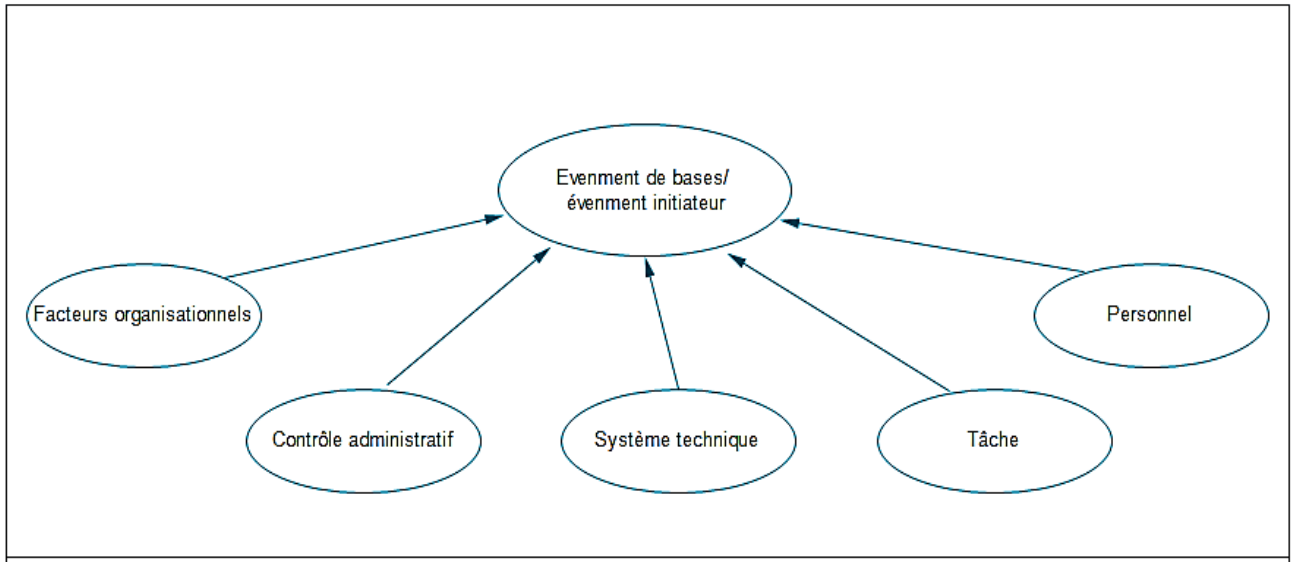 Evenment de bases/
évenment initiateur
Facteurs organisationnels
Personnel
Contrôle administratif
Système technique
Tâche